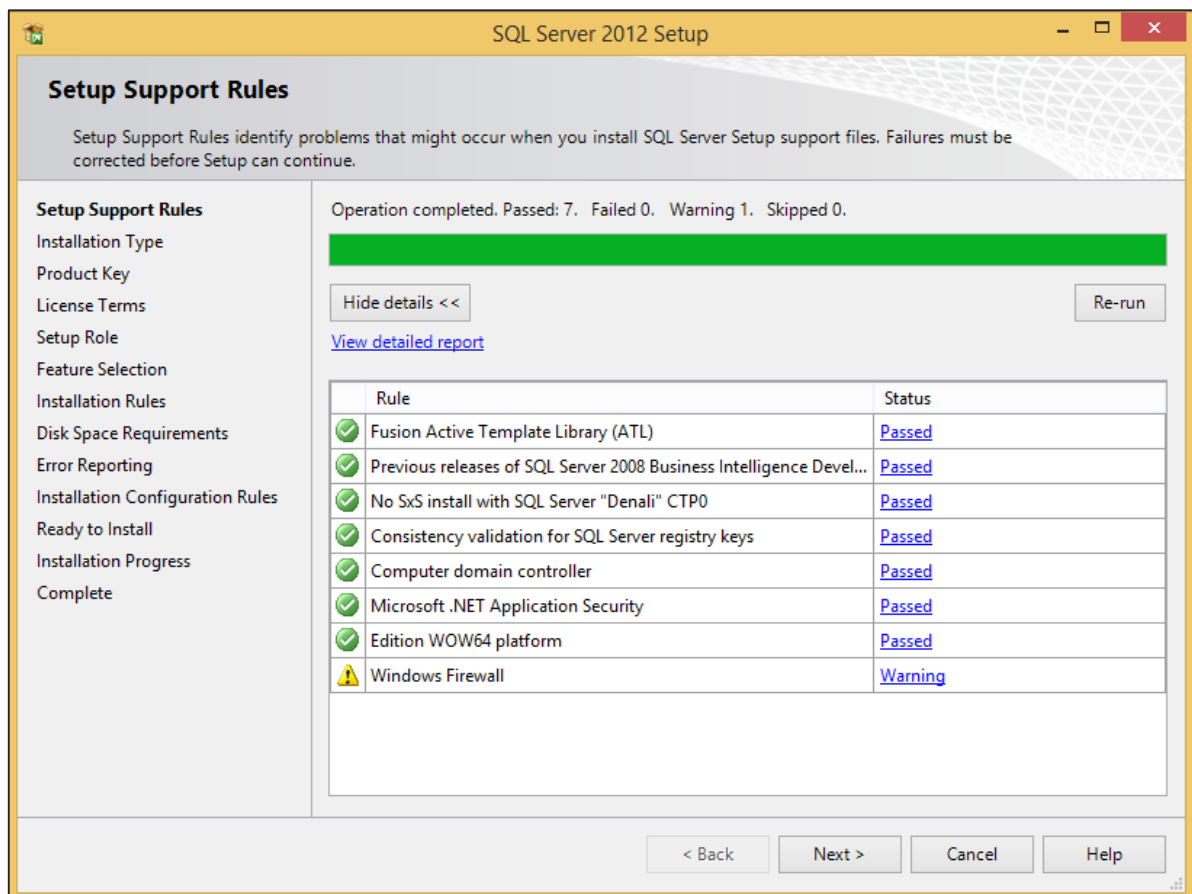 SQL Server 2012 Setup
Setup Support Rules
Setup Support Rules identify problems that might occur when you install SQL Server Setup support files. Failures must be
corrected before Setup can continue.
Setup Support Rules
Installation Type
Product Key
License Terms
Setup Role
Feature Selection
Installation Rules
Disk Space Requirements
Error Reporting
Installation Configuration Rules
Ready to Install
Installation Progress
Complete
Operation completed. Passed: 7. Failed 0. Warning 1. Skipped 0.
Hide details <<
Re-run
View detailed report
Rule Status
Fusion Active Template Library (ATL) Passed
Previous releases of SQL Server 2008 Business Intelligence Devel... Passed
No SxS install with SQL Server "Denali" CTP0 Passed
Consistency validation for SQL Server registry keys Passed
Computer domain controller Passed
Microsoft .NET Application Security Passed
Edition WOW64 platform Passed
Windows Firewall Warning
< Back Next > Cancel Help